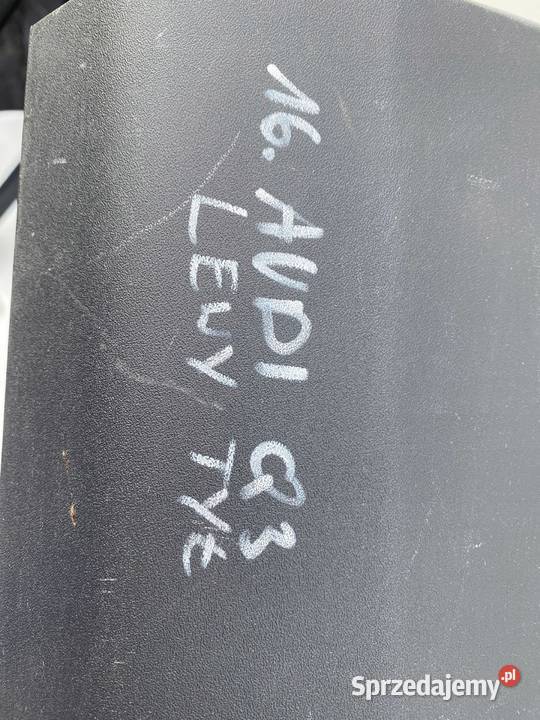 16. AUDI Q3
LEWY TYŁ
Sprzedajemy.pl